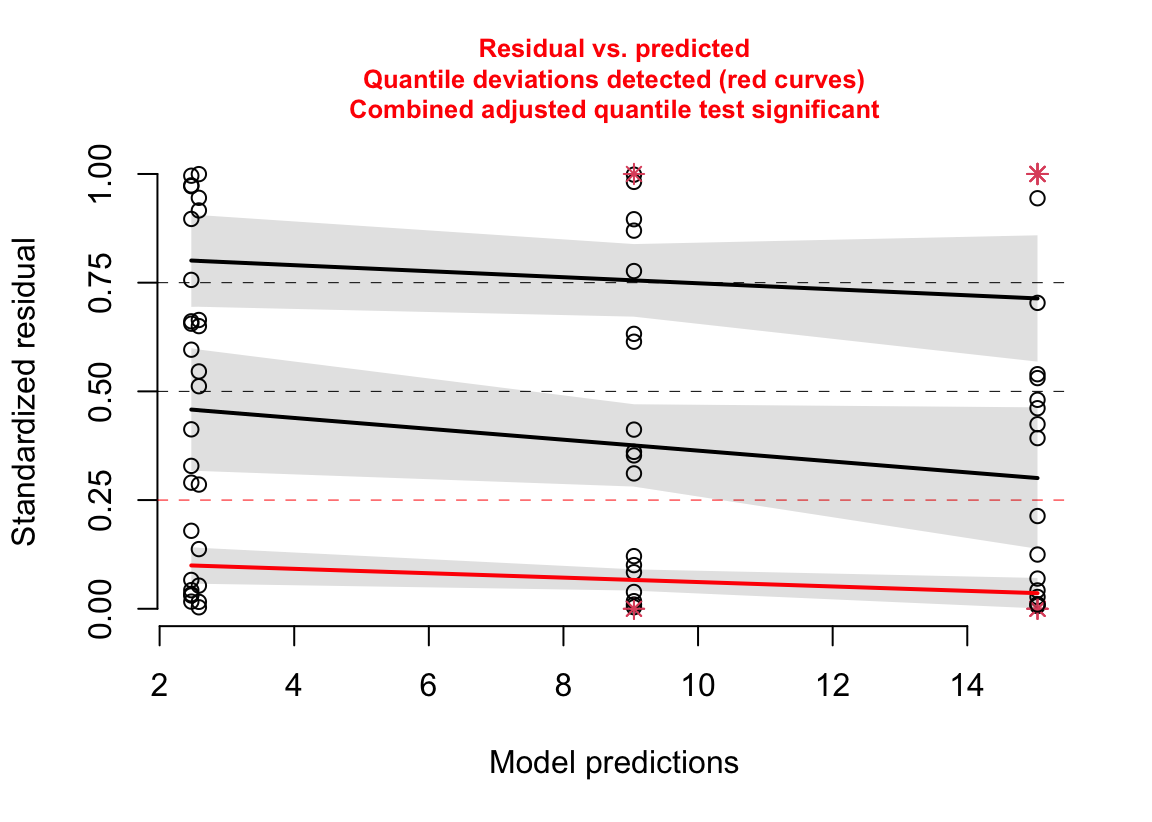 Residual vs. predicted
Quantile deviations detected (red curves)
Combined adjusted quantile test significant
Standardized residual
1.00
0.75
0.50
0.25
0.00
2 4 6 8 10 12 14
Model predictions